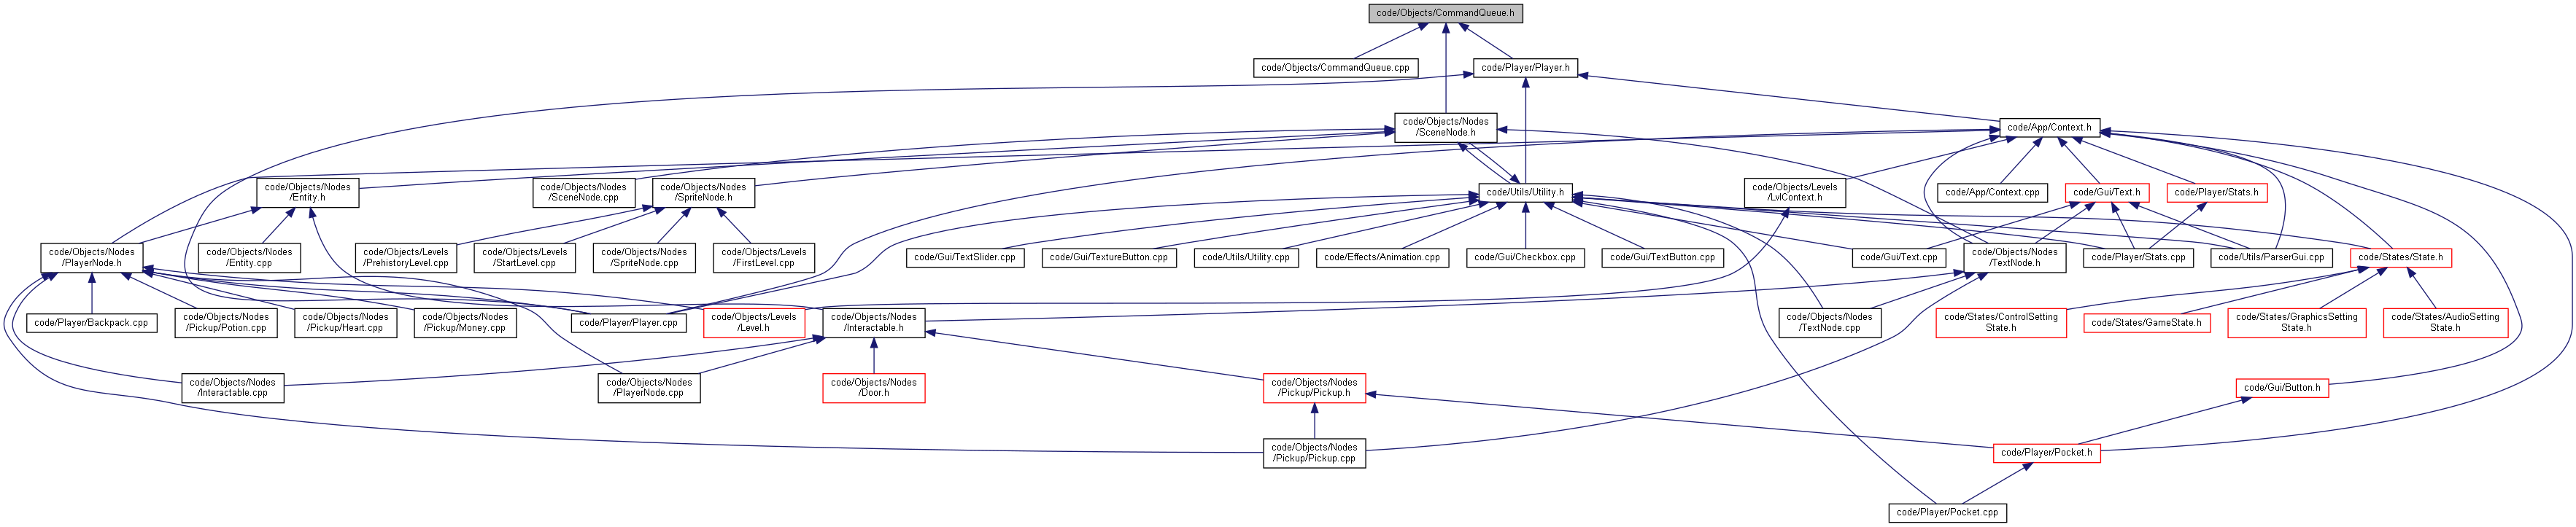 code/Objects/CommandQueue.h
code/Objects/CommandQueue.cpp
code/Player/Player.h
code/Objects/Nodes
/SceneNode.h
code/App/Context.h
code/Objects/Nodes
/Entity.h
code/Objects/Nodes
/SceneNode.cpp
code/Objects/Nodes
/SpriteNode.h
code/Utils/Utility.h
code/Objects/Levels
/LvlContext.h
code/App/Context.cpp
code/Gui/Text.h
code/Player/Stats.h
code/Objects/Nodes
/PlayerNode.h
code/Objects/Nodes
/Entity.cpp
code/Objects/Levels
/PrehistoryLevel.cpp
code/Objects/Levels
/StartLevel.cpp
code/Objects/Nodes
/SpriteNode.cpp
code/Objects/Levels
/FirstLevel.cpp
code/Gui/TextSlider.cpp
code/Gui/TextureButton.cpp
code/Utils/Utility.cpp
code/Effects/Animation.cpp
code/Gui/Checkbox.cpp
code/Gui/TextButton.cpp
code/Gui/Text.cpp
code/Objects/Nodes
/TextNode.h
code/Player/Stats.cpp
code/Utils/ParserGui.cpp
code/States/State.h
code/Player/Backpack.cpp
code/Objects/Nodes
/Pickup/Potion.cpp
code/Objects/Nodes
/Pickup/Heart.cpp
code/Objects/Nodes
/Pickup/Money.cpp
code/Player/Player.cpp
code/Objects/Levels
/Level.h
code/Objects/Nodes
/Interactable.h
code/Objects/Nodes
/TextNode.cpp
code/States/ControlSetting
State.h
code/States/GameState.h
code/States/GraphicsSetting
State.h
code/States/AudioSetting
State.h
code/Objects/Nodes
/Interactable.cpp
code/Objects/Nodes
/PlayerNode.cpp
code/Objects/Nodes
/Door.h
code/Objects/Nodes
/Pickup/Pickup.h
code/Gui/Button.h
code/Objects/Nodes
/Pickup/Pickup.cpp
code/Player/Pocket.h
code/Player/Pocket.cpp